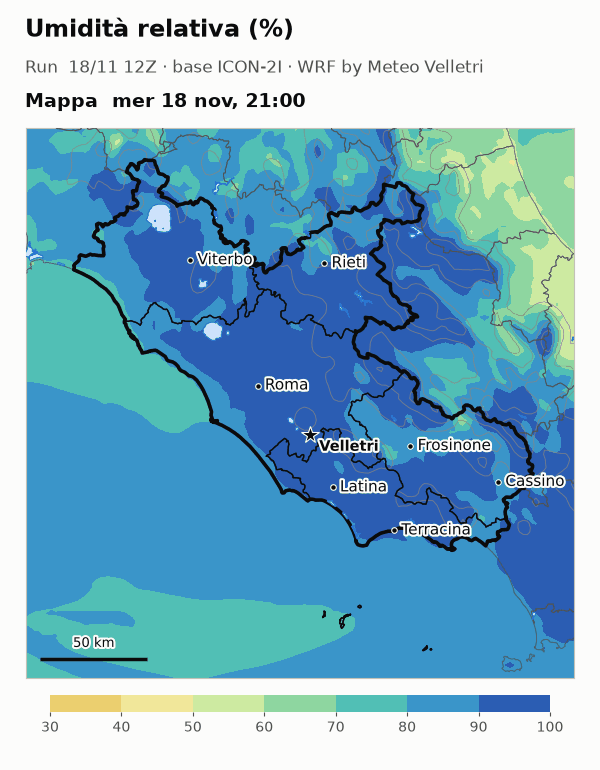 Umidità relativa (%)
Run  18/11 12Z · base ICON-2I · WRF by Meteo Velletri
Mappa  mer 18 nov, 21:00
Viterbo
Rieti
Roma
Velletri
Frosinone
Cassino
Latina
Terracina
50 km
30 40 50 60 70 80 90 100